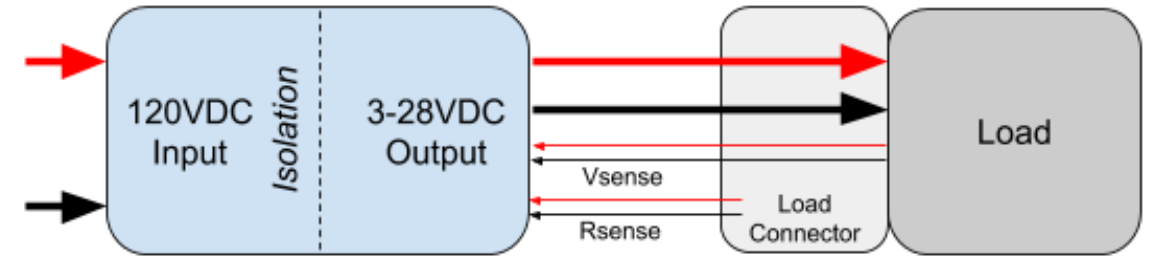 120VDC
Input
Isolation
3-28VDC
Output
Vsense
Rsense
Load
Connector
Load